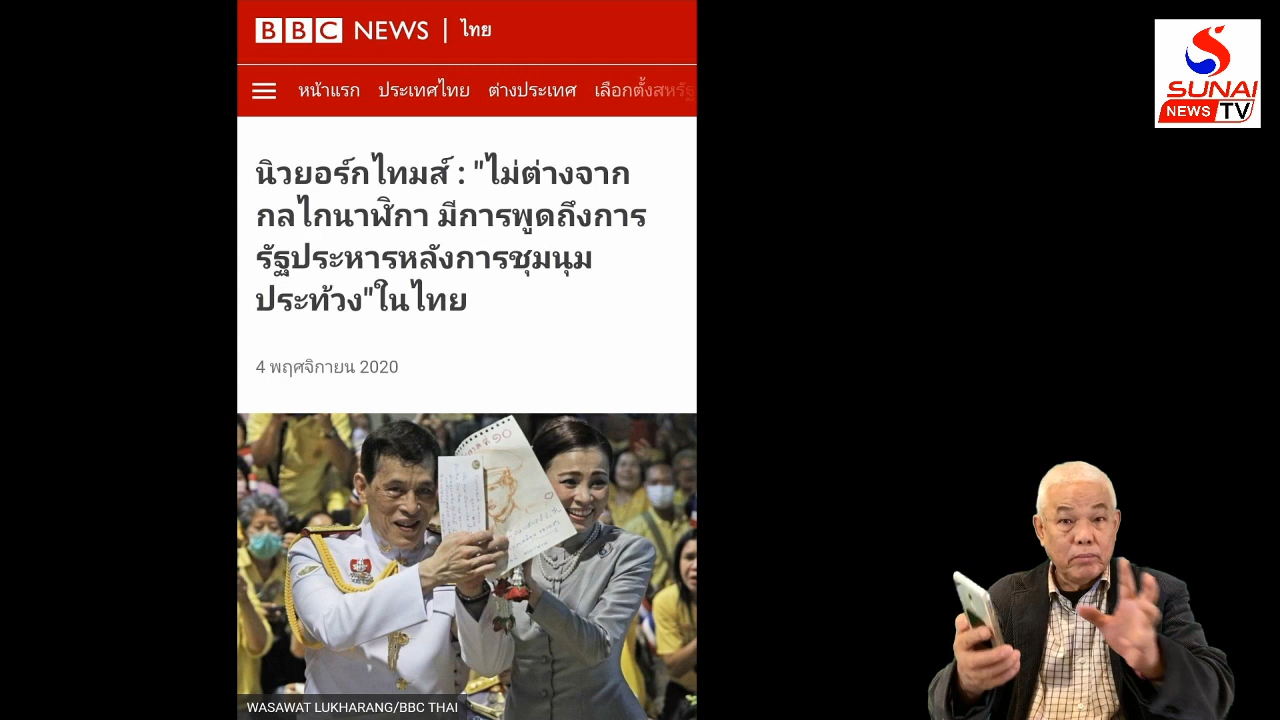 BBC NEWS | ไทย
หน้าแรก ประเทศไทย ต่างประเทศ เลือกตั้งสหรัฐ
นิวยอร์กไทมส์ : "ไม่ต่างจาก
กลไกนาฬิกา มีการพูดถึงการ
รัฐประหารหลังการชุมนุม
ประท้วง"ในไทย
4 พฤศจิกายน 2020
WASAWAT LUKHARANG/BBC THAI
SUNAI
NEWS TV